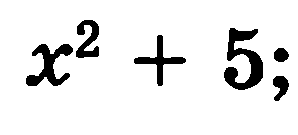 x² + 5;